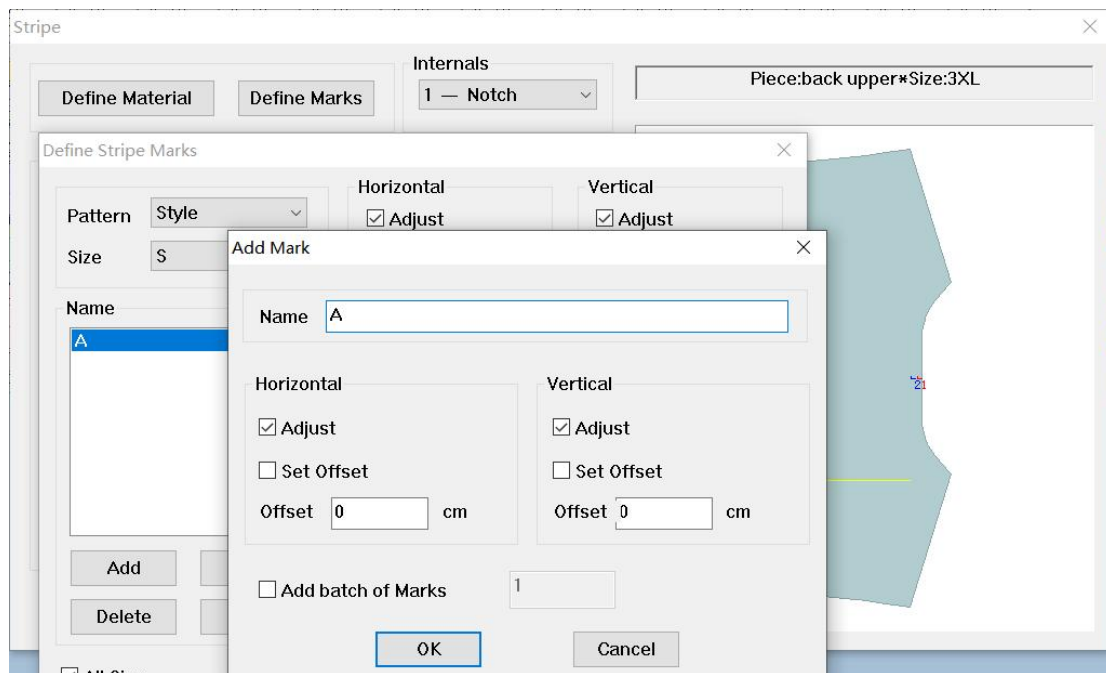 Stripe
Define Material
Define Marks
Internals
1 — Notch
Piece:back upper*Size:3XL
Define Stripe Marks
Pattern
Style
Size
S
Horizontal
Adjust
Vertical
Adjust
Name
A
Add
Delete
Add Mark
Name
A
Horizontal
Adjust
Set Offset
Offset
0
cm
Vertical
Adjust
Set Offset
Offset
0
cm
Add batch of Marks
1
OK
Cancel
21